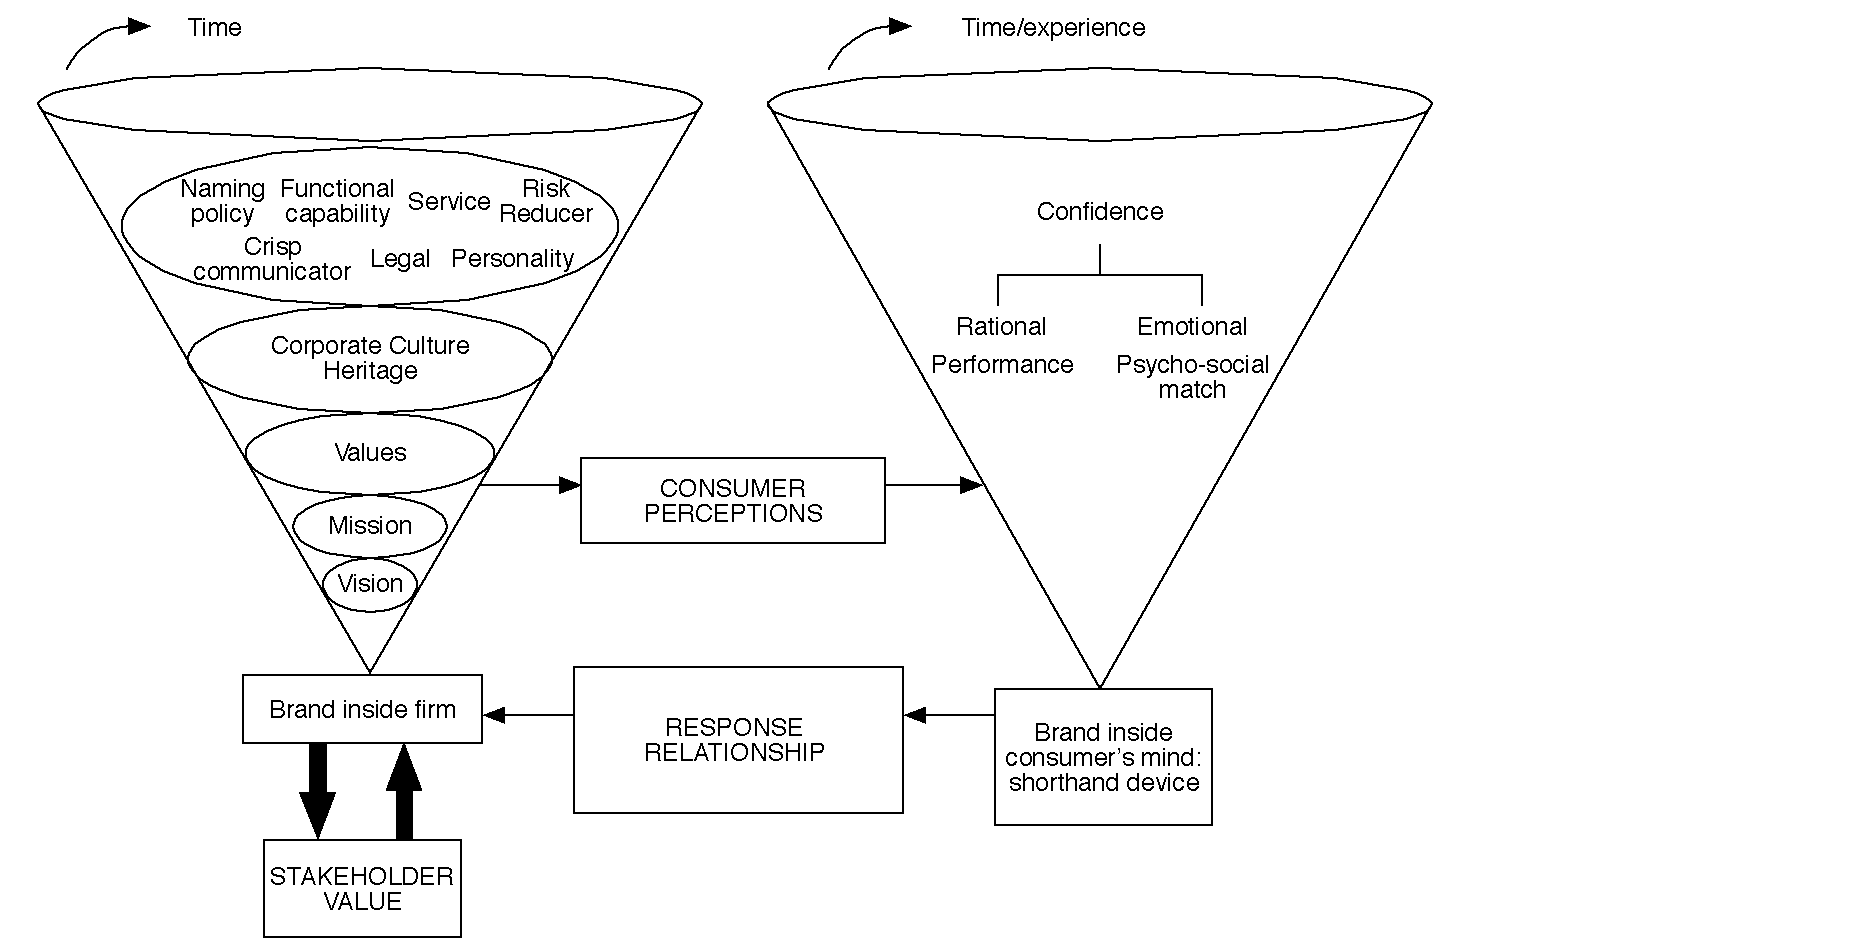 Time
Time/experience
Naming
policy
Functional
capability
Service
Risk
Reducer
Crisp
communicator
Legal
Personality
Corporate Culture
Heritage
Values
Mission
Vision
CONSUMER
PERCEPTIONS
Confidence
Rational
Performance
Emotional
Psycho-social
match
Brand inside firm
RESPONSE
RELATIONSHIP
Brand inside
consumer’s mind:
shorthand device
STAKEHOLDER
VALUE